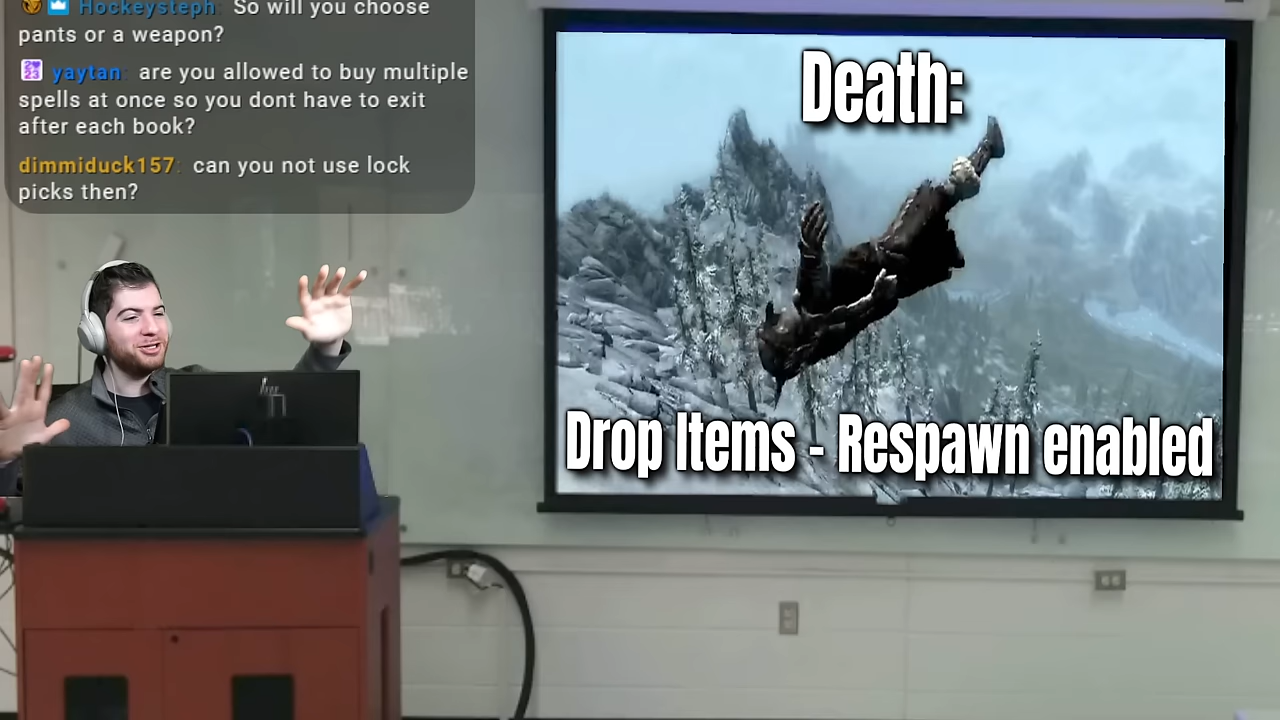 Hockeysteph: So will you choose
pants or a weapon?
yaytan: are you allowed to buy multiple
spells at once so you dont have to exit
after each book?
dimmiduck157: can you not use lock
picks then?
Death:
Drop Items - Respawn enabled